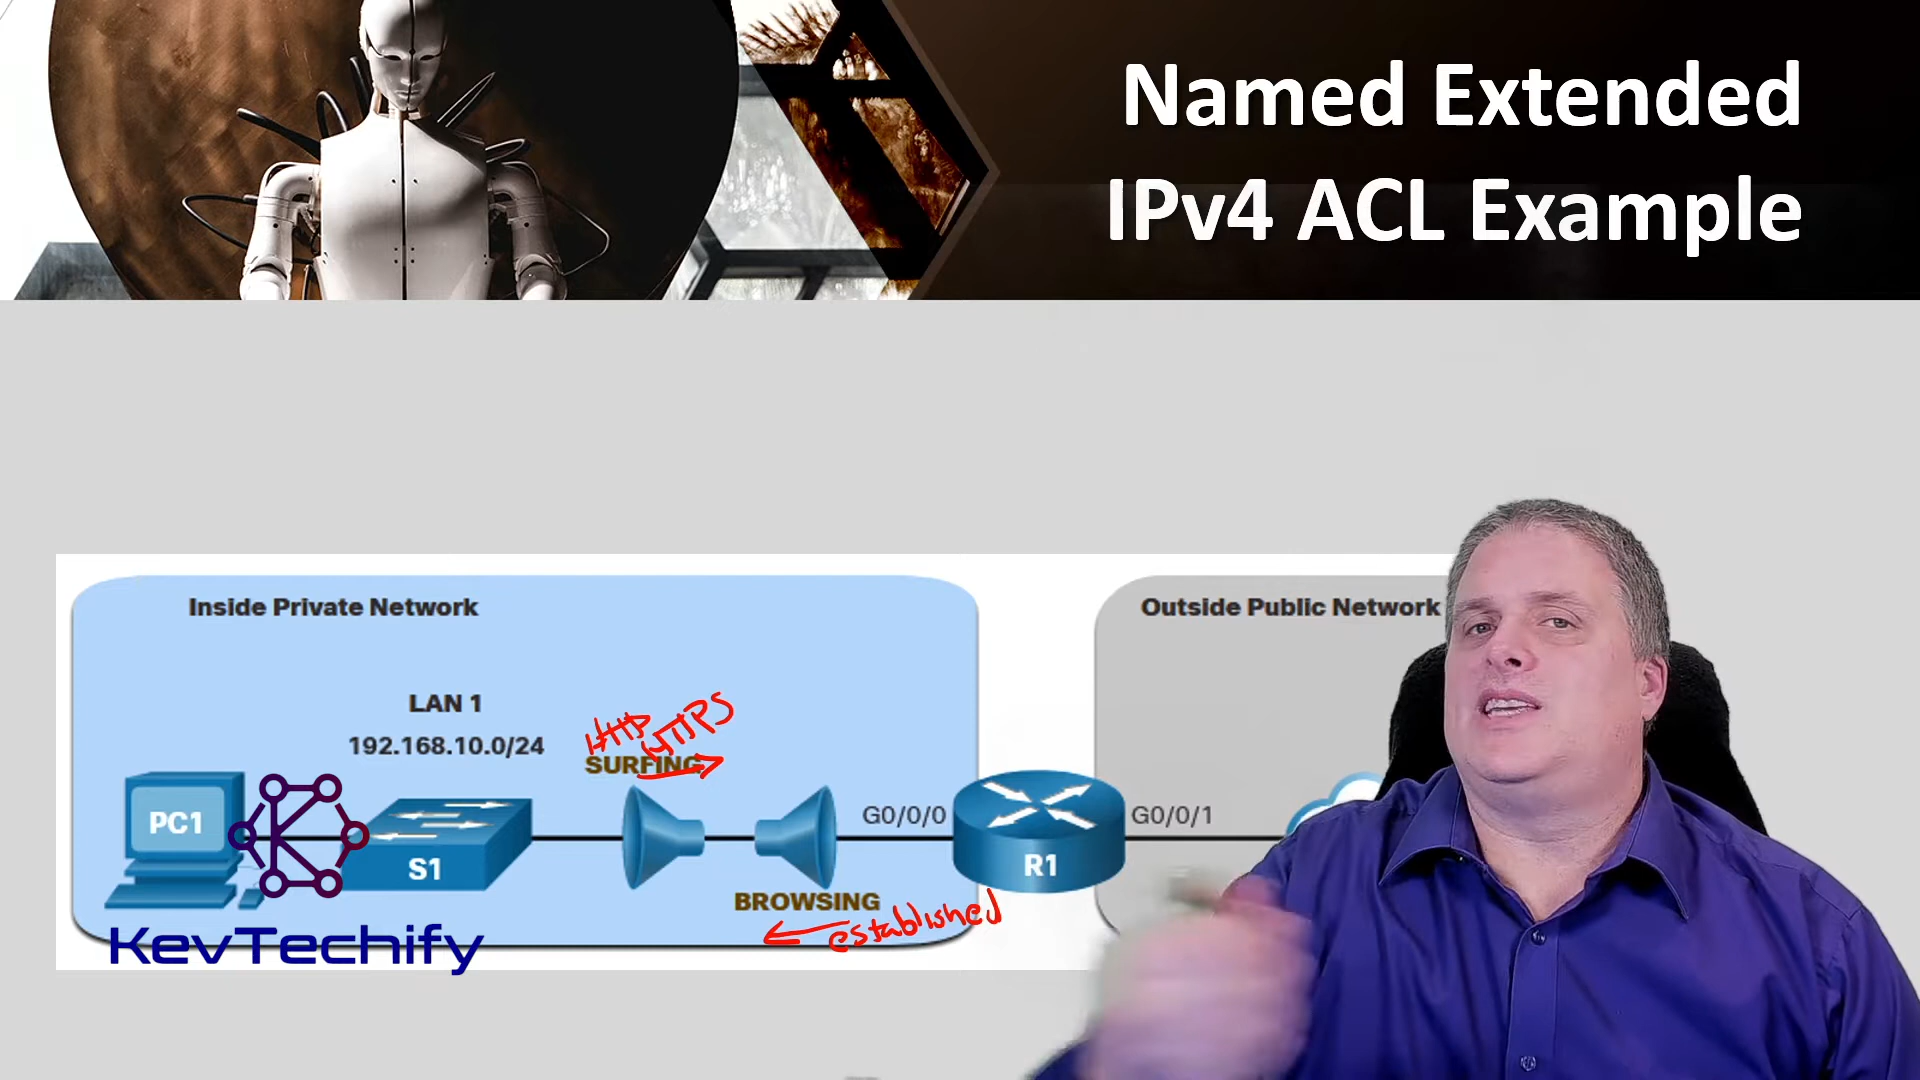 Named Extended
IPv4 ACL Example
Inside Private Network
Outside Public Network
LAN 1
192.168.10.0/24
HTTP
HTTPS
SURFING
PC1
S1
G0/0/0
R1
G0/0/1
BROWSING
established
KevTechify